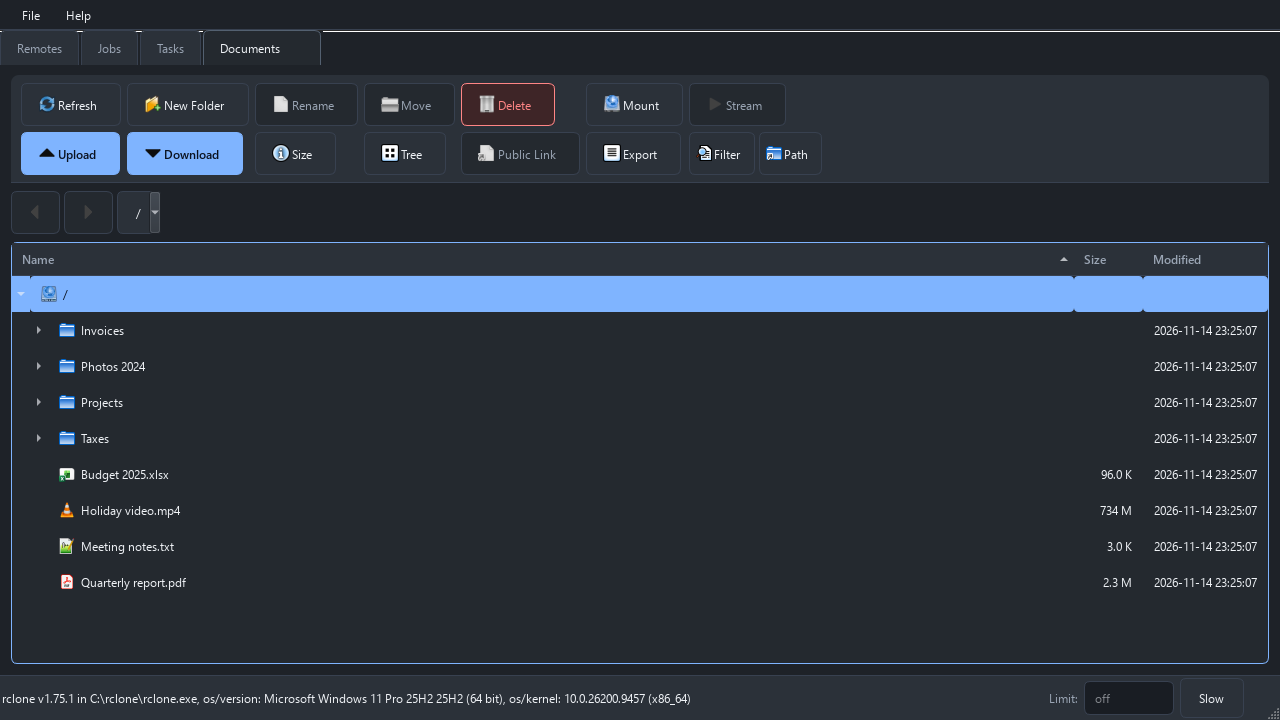 File Help
Remotes Jobs Tasks Documents
Refresh New Folder Rename Move Delete Mount Stream
Upload Download Size Tree Public Link Export Filter Path
/
Name Size Modified
/
Invoices 2026-11-14 23:25:07
Photos 2024 2026-11-14 23:25:07
Projects 2026-11-14 23:25:07
Taxes 2026-11-14 23:25:07
Budget 2025.xlsx 96.0 K 2026-11-14 23:25:07
Holiday video.mp4 734 M 2026-11-14 23:25:07
Meeting notes.txt 3.0 K 2026-11-14 23:25:07
Quarterly report.pdf 2.3 M 2026-11-14 23:25:07
rclone v1.75.1 in C:\rclone\rclone.exe, os/version: Microsoft Windows 11 Pro 25H2 25H2 (64 bit), os/kernel: 10.0.26200.9457 (x86_64) Limit: off Slow